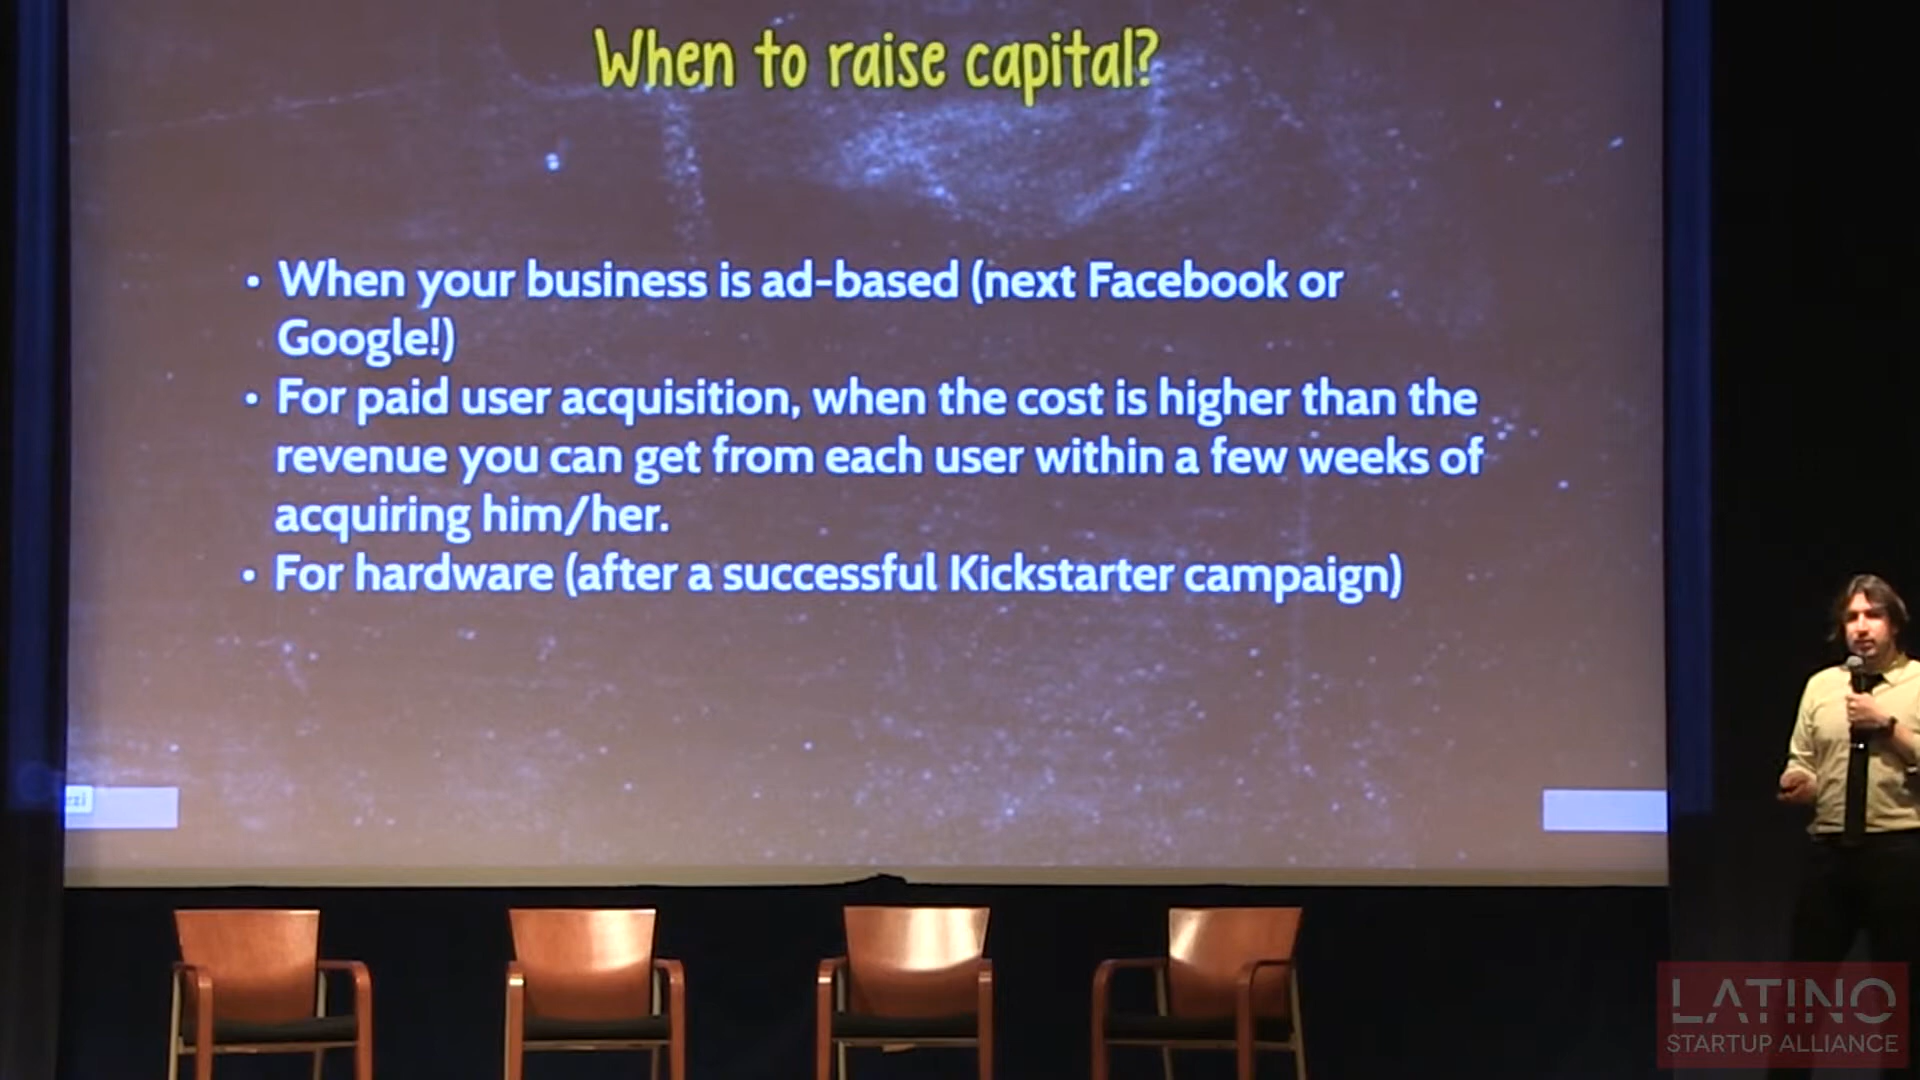 When to raise capital?
• When your business is ad-based (next Facebook or
Google!)
• For paid user acquisition, when the cost is higher than the
revenue you can get from each user within a few weeks of
acquiring him/her.
• For hardware (after a successful Kickstarter campaign)
zzi
LATINO
STARTUP ALLIANCE